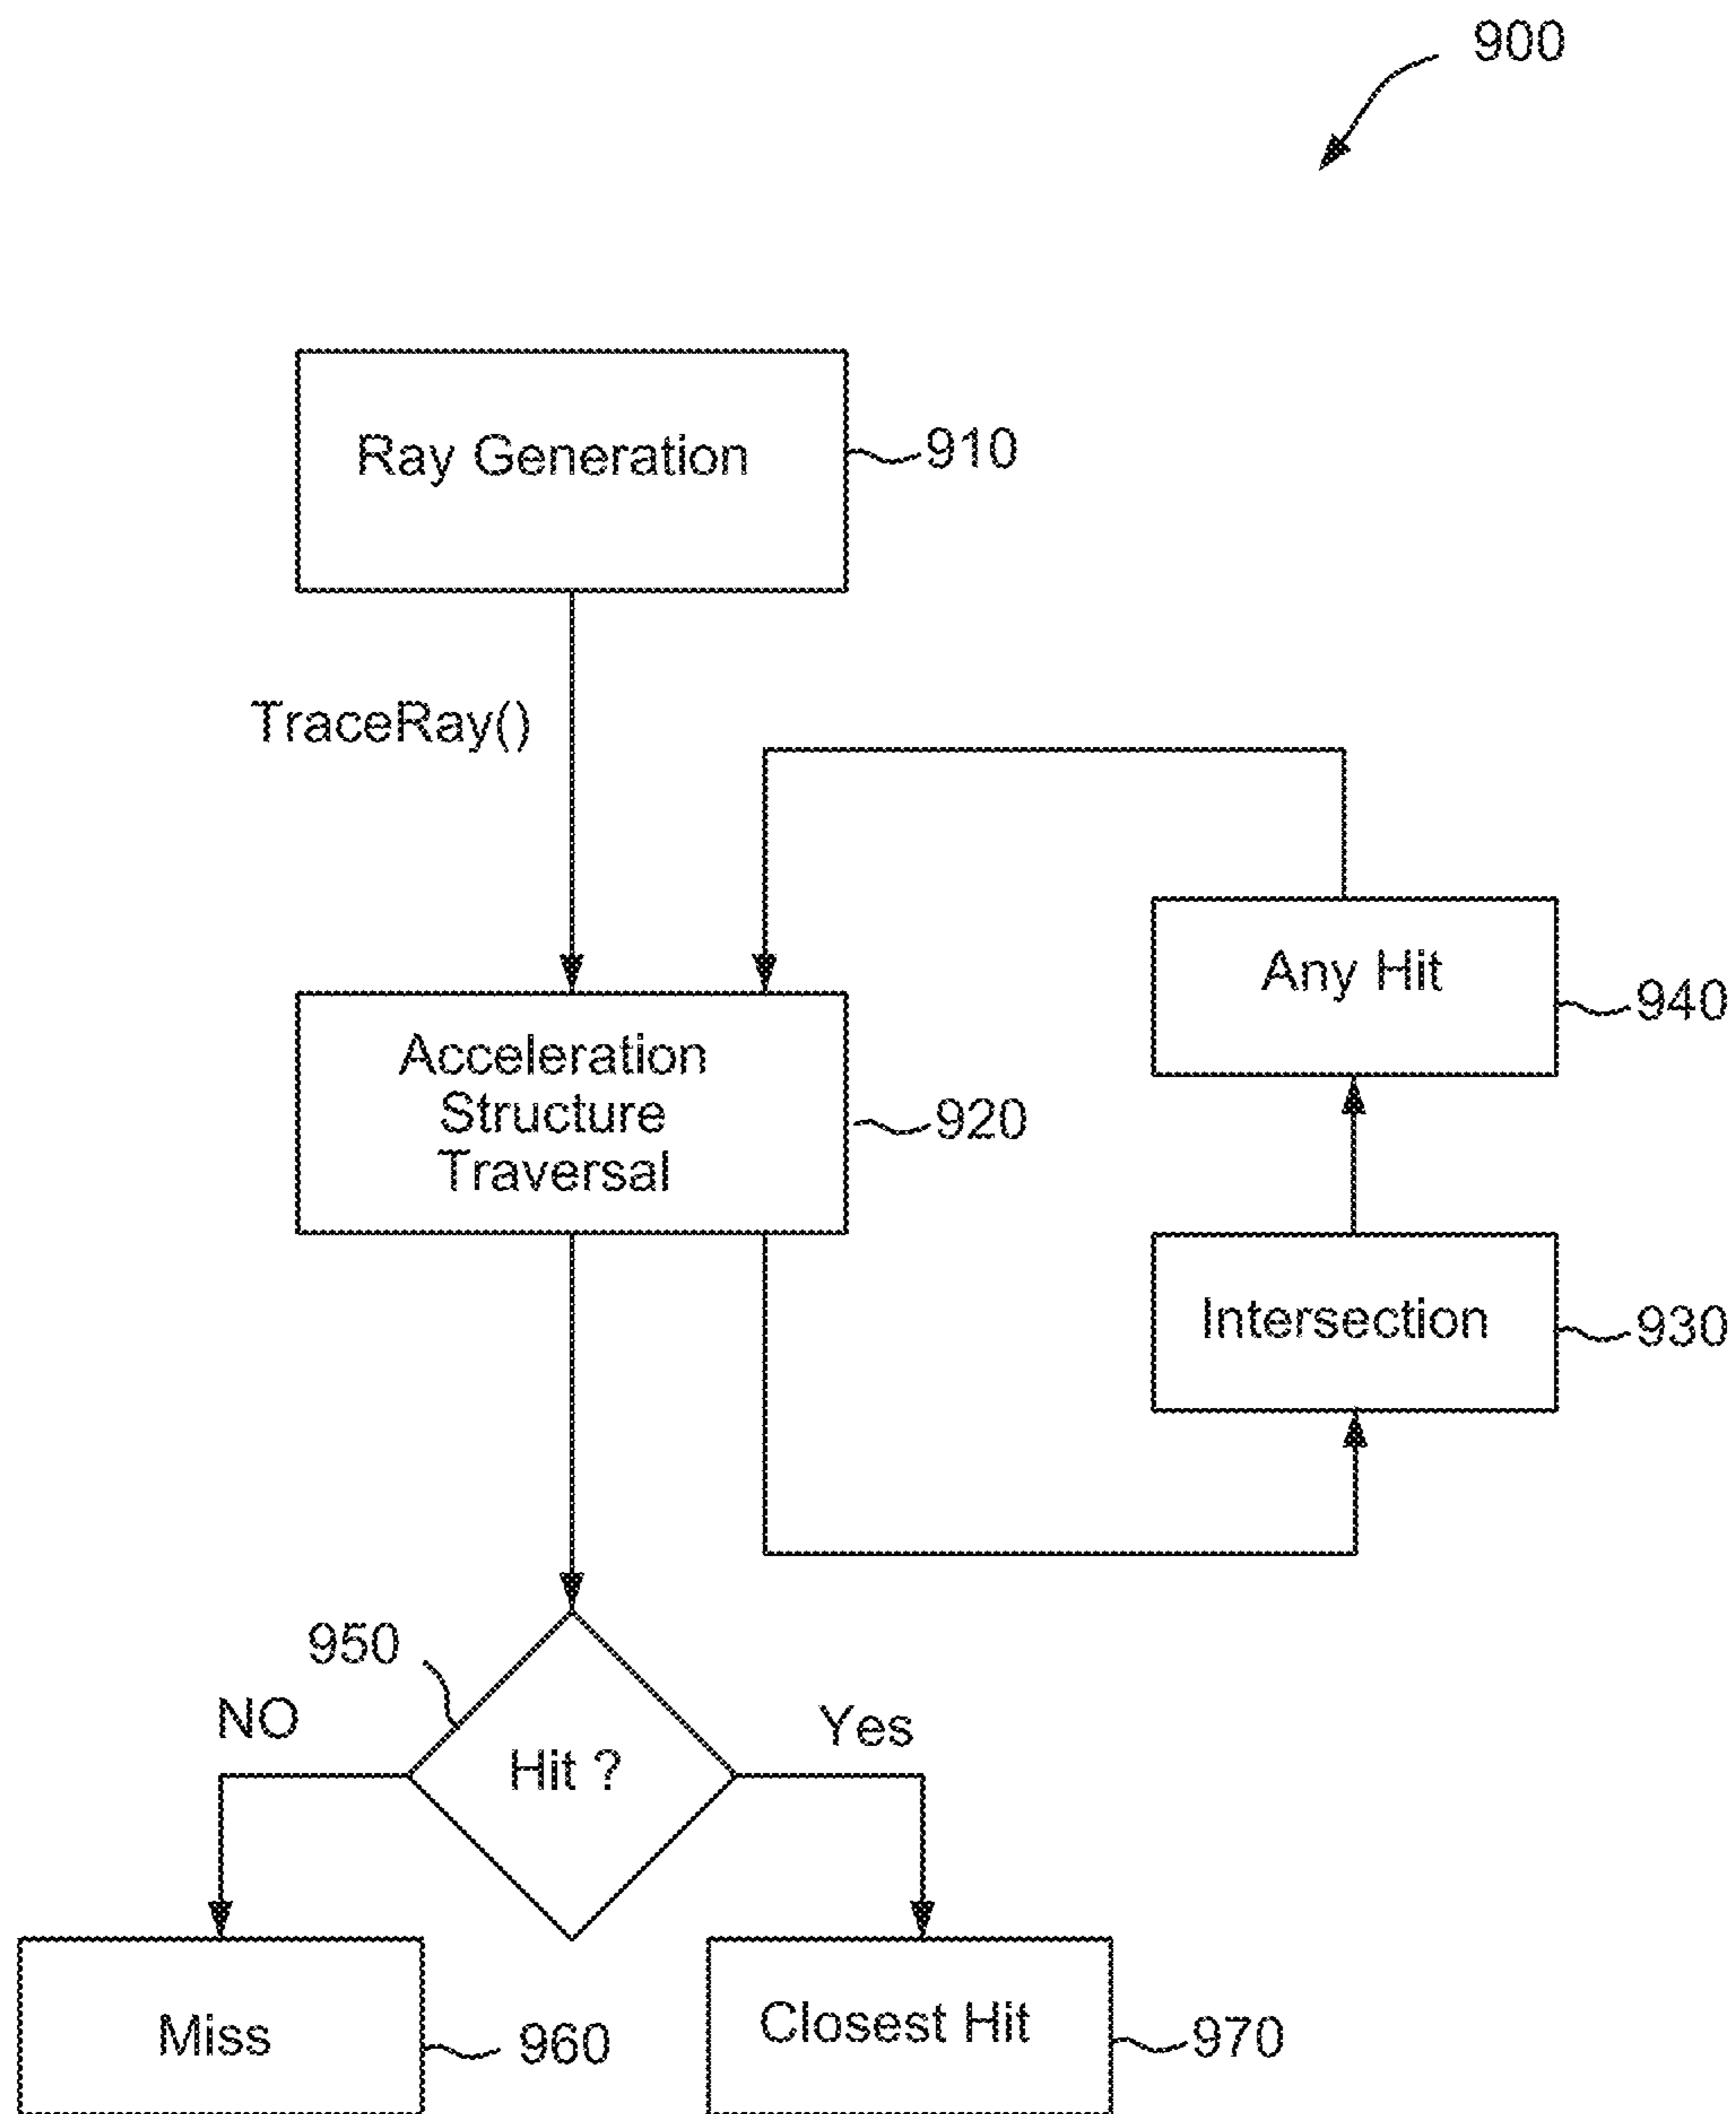 900
Ray Generation
910
TraceRay()
Any Hit
940
Acceleration
Structure
Traversal
920
Intersection
930
950
NO
Yes
Hit ?
Miss
960
Closest Hit
970